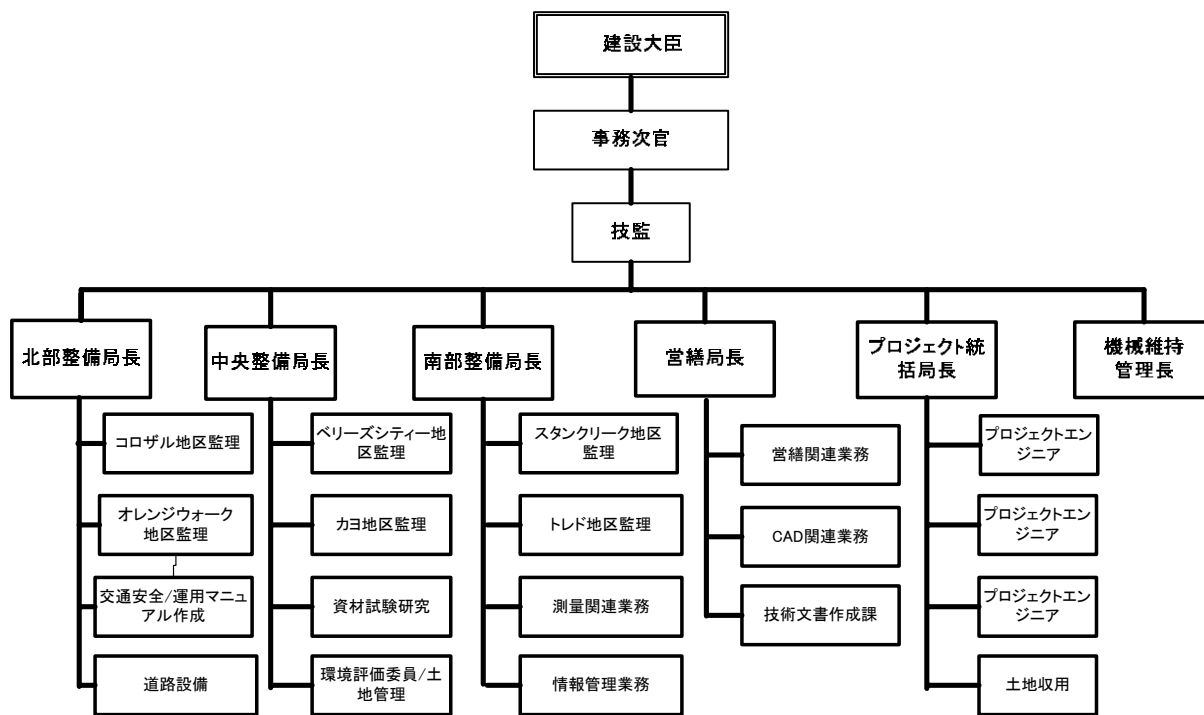 建設大臣
事務次官
技監
北部整備局長
中央整備局長
南部整備局長
営繕局長
プロジェクト統
括局長
機械維持
管理長
コロザル地区監理
オレンジウォーク
地区監理
交通安全/運用マニュ
アル作成
道路設備
ベリーズシティー地
区監理
カヨ地区監理
資材試験研究
環境評価委員/土
地管理
スタンクリーク地区
監理
トレド地区監理
測量関連業務
情報管理業務
営繕関連業務
CAD関連業務
技術文書作成課
プロジェクトエン
ジニア
プロジェクトエン
ジニア
プロジェクトエン
ジニア
土地収用